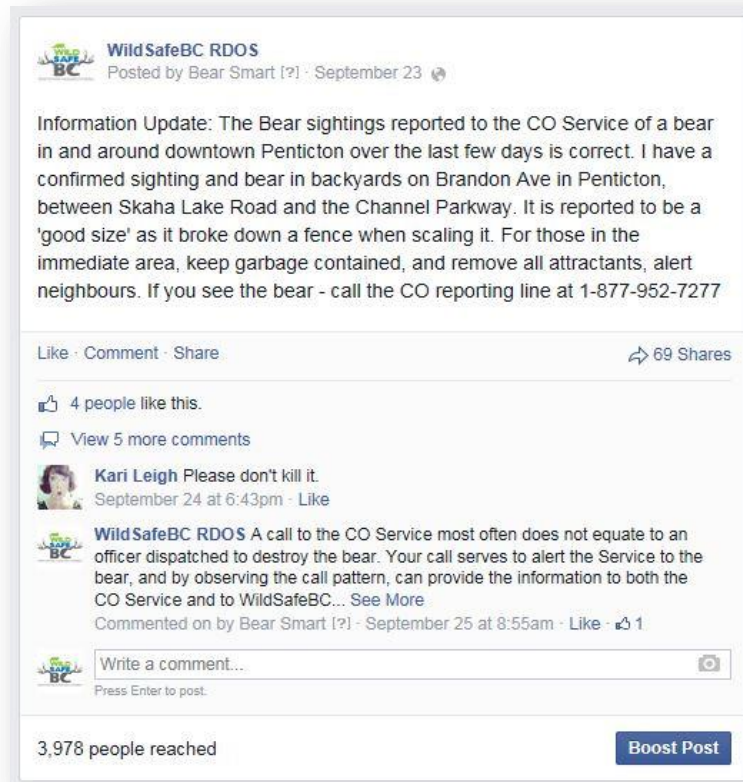 WILD SAFE BC
WildSafeBC RDOS
Posted by Bear Smart [?] · September 23
Information Update: The Bear sightings reported to the CO Service of a bear
in and around downtown Penticton over the last few days is correct. I have a
confirmed sighting and bear in backyards on Brandon Ave in Penticton,
between Skaha Lake Road and the Channel Parkway. It is reported to be a
'good size' as it broke down a fence when scaling it. For those in the
immediate area, keep garbage contained, and remove all attractants, alert
neighbours. If you see the bear - call the CO reporting line at 1-877-952-7277
Like · Comment · Share
69 Shares
4 people like this.
View 5 more comments
Kari Leigh Please don't kill it.
September 24 at 6:43pm · Like
WILD SAFE BC
WildSafeBC RDOS A call to the CO Service most often does not equate to an
officer dispatched to destroy the bear. Your call serves to alert the Service to the
bear, and by observing the call pattern, can provide the information to both the
CO Service and to WildSafeBC... See More
Commented on by Bear Smart [?] · September 25 at 8:55am · Like · 1
WILD SAFE BC
Write a comment...
Press Enter to post.
3,978 people reached
Boost Post